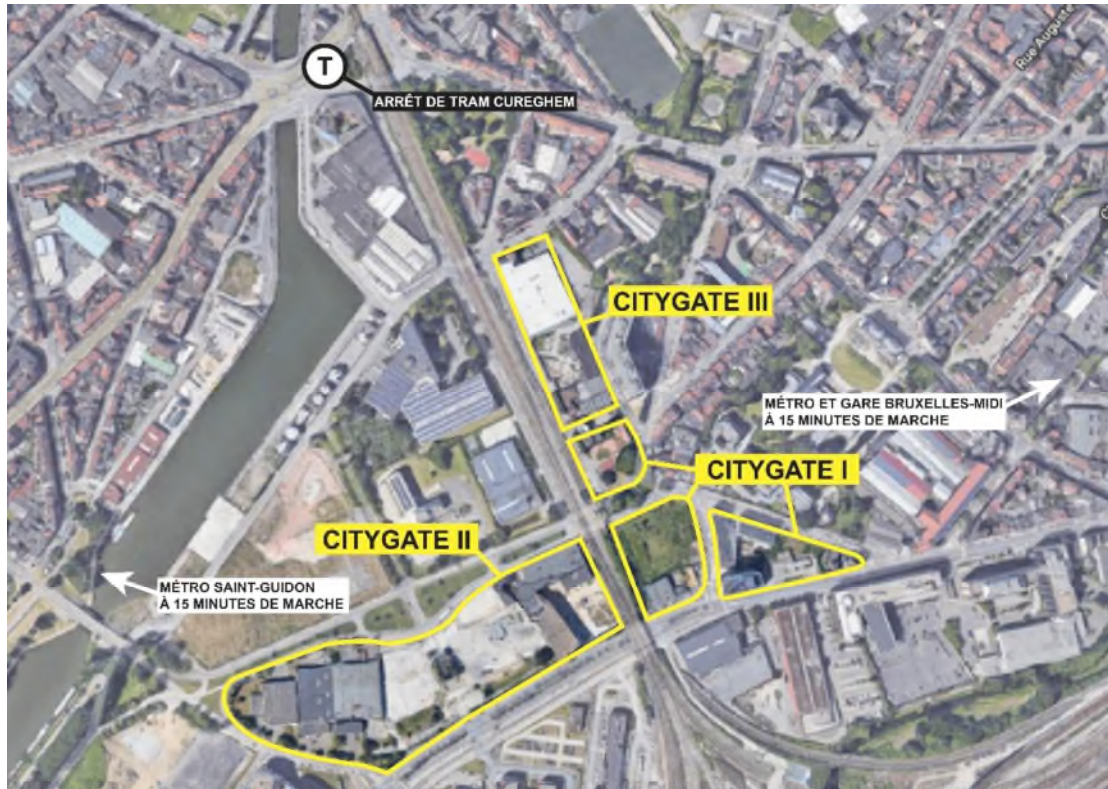 T
ARRÊT DE TRAM CUREGHEM
Rue Auguste
CITYGATE III
MÉTRO ET GARE BRUXELLES-MIDI
À 15 MINUTES DE MARCHE
CITYGATE I
CITYGATE II
MÉTRO SAINT-GUIDON
À 15 MINUTES DE MARCHE